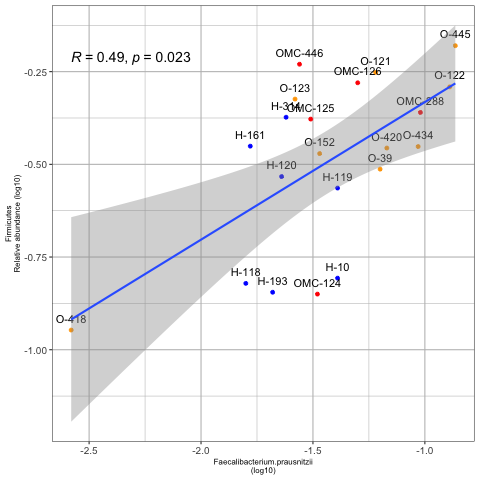 O-445
R = 0.49, p = 0.023
OMC-446
O-121
OMC-126
O-122
O-123
OMC-288
OMC-125
H-161
O-152
O-420
O-434
O-39
H-120
H-119
H-118
H-193
H-10
OMC-124
O-418
-0.25
-0.50
-0.75
-1.00
-2.5
-2.0
-1.5
-1.0
Firmicutes
Relative abundance (log10)
Faecalibacterium.prausnitzii
(log10)